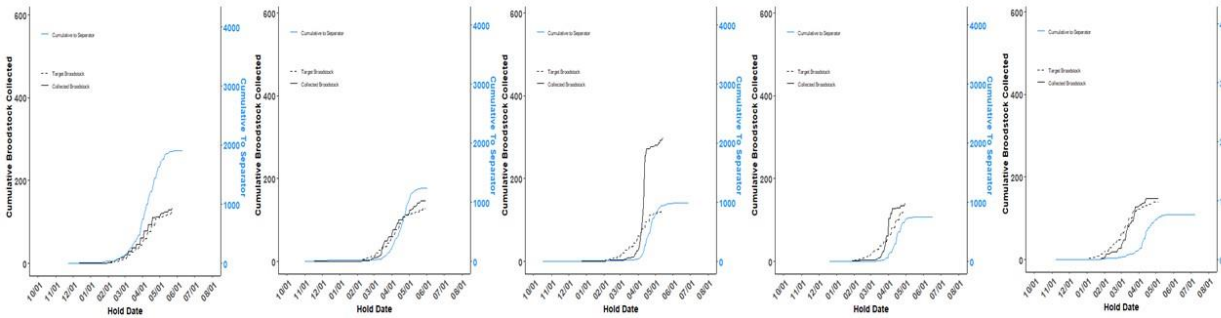 600
400
200
0
Cumulative Broodstock Collected
Cumulative to Separator
Target Broodstock
Collected Broodstock
4000
3000
2000
1000
0
Cumulative To Separator
10/01 11/01 12/01 01/01 02/01 03/01 04/01 05/01 06/01 07/01 08/01
Hold Date
600
400
200
0
Cumulative Broodstock Collected
Cumulative to Separator
Target Broodstock
Collected Broodstock
4000
3000
2000
1000
0
Cumulative To Separator
10/01 11/01 12/01 01/01 02/01 03/01 04/01 05/01 06/01 07/01 08/01
Hold Date
600
400
200
0
Cumulative Broodstock Collected
Cumulative to Separator
Target Broodstock
Collected Broodstock
4000
3000
2000
1000
0
Cumulative To Separator
10/01 11/01 12/01 01/01 02/01 03/01 04/01 05/01 06/01 07/01 08/01
Hold Date
600
400
200
0
Cumulative Broodstock Collected
Cumulative to Separator
Target Broodstock
Collected Broodstock
4000
3000
2000
1000
0
Cumulative To Separator
10/01 11/01 12/01 01/01 02/01 03/01 04/01 05/01 06/01 07/01 08/01
Hold Date
600
400
200
0
Cumulative Broodstock Collected
Cumulative to Separator
Target Broodstock
Collected Broodstock
10/01 11/01 12/01 01/01 02/01 03/01 04/01 05/01 06/01 07/01 08/01
Hold Date